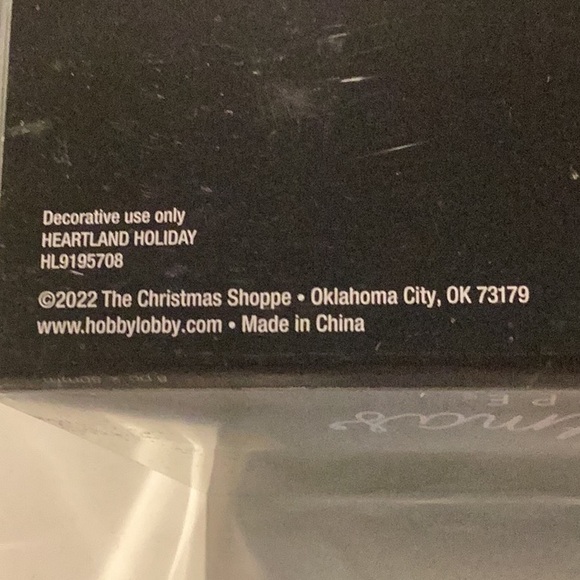 Decorative use only
HEARTLAND HOLIDAY
HL9195708
©2022 The Christmas Shoppe • Oklahoma City, OK 73179
www.hobbylobby.com • Made in China